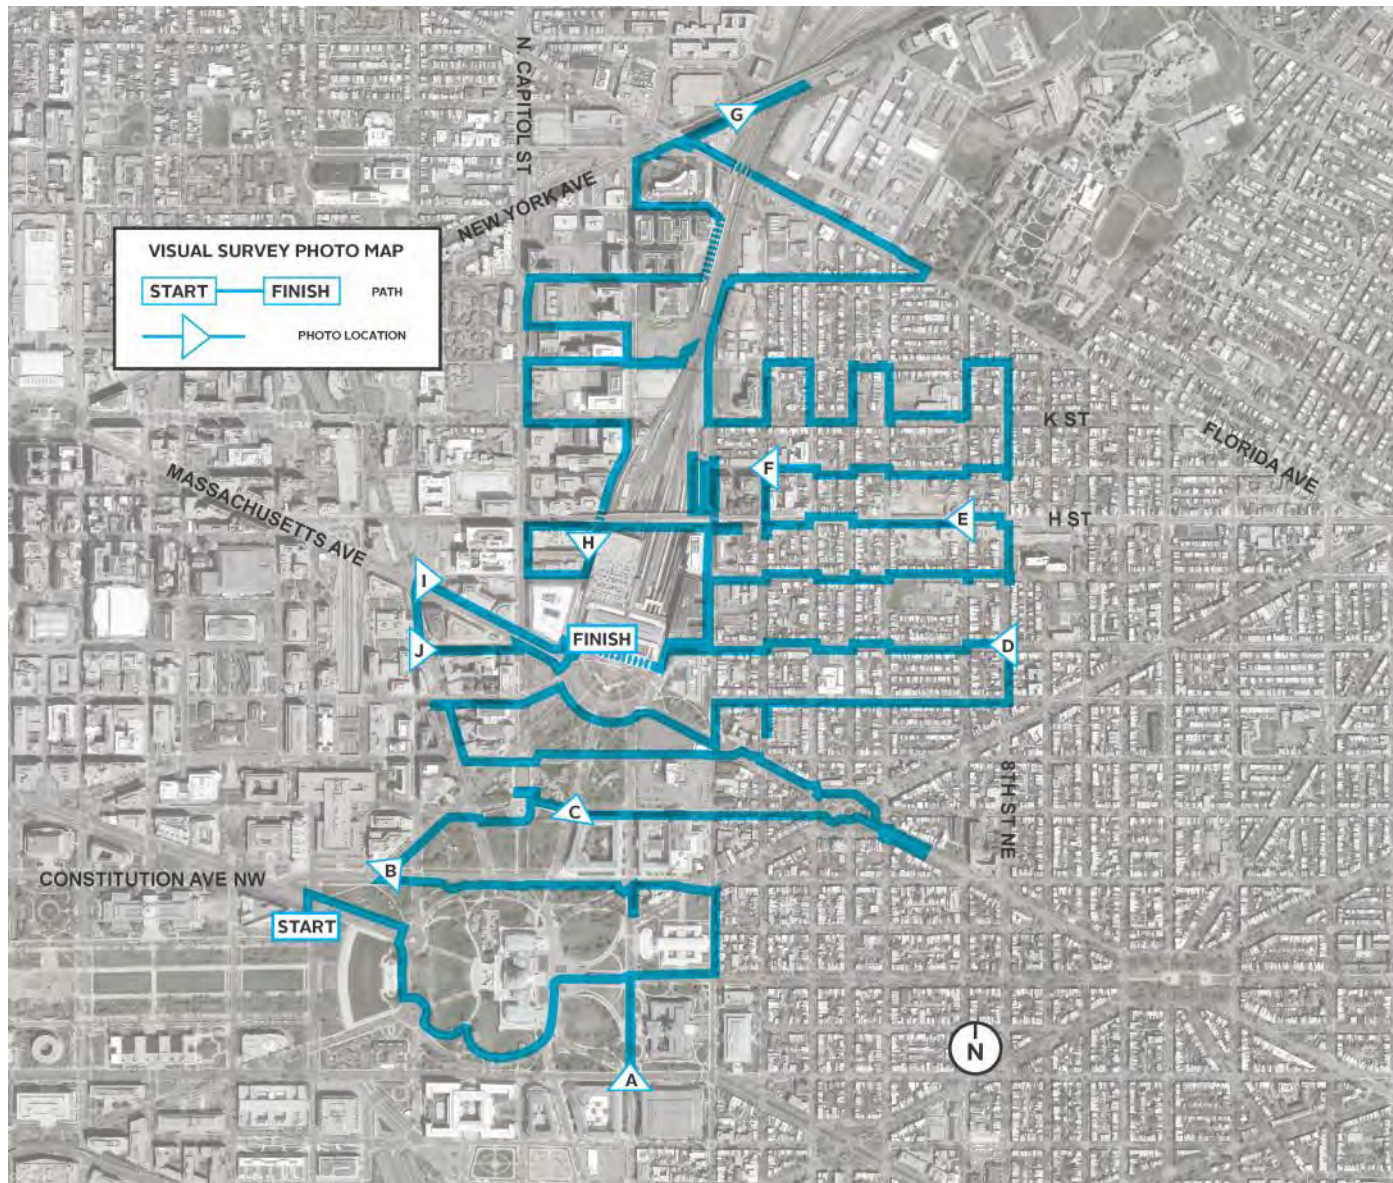 N. CAPITOL ST
G
NEW YORK AVE
VISUAL SURVEY PHOTO MAP
START
FINISH
PATH
PHOTO LOCATION
K ST
FLORIDA AVE
F
MASSACHUSETTS AVE
E
H ST
H
I
FINISH
J
D
8TH ST NE
C
B
CONSTITUTION AVE NW
START
N
A